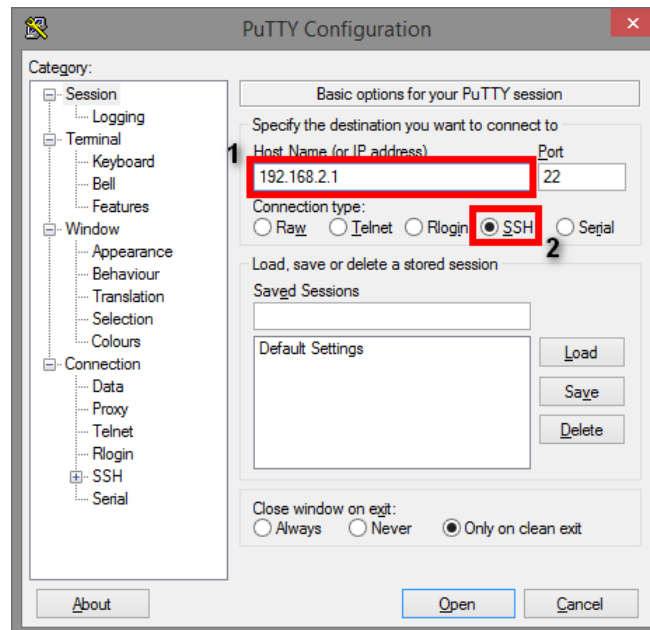 PuTTY Configuration
Category:
Session
Logging
Terminal
Keyboard
Bell
Features
Window
Appearance
Behaviour
Translation
Selection
Colours
Connection
Data
Proxy
Telnet
Rlogin
SSH
Serial
Basic options for your PuTTY session
Specify the destination you want to connect to
1 Host Name (or IP address) Port
192.168.2.1 22
Connection type:
Raw Telnet Rlogin SSH Serial
2
Load, save or delete a stored session
Saved Sessions
Default Settings
Load
Save
Delete
Close window on exit:
Always Never Only on clean exit
About Open Cancel